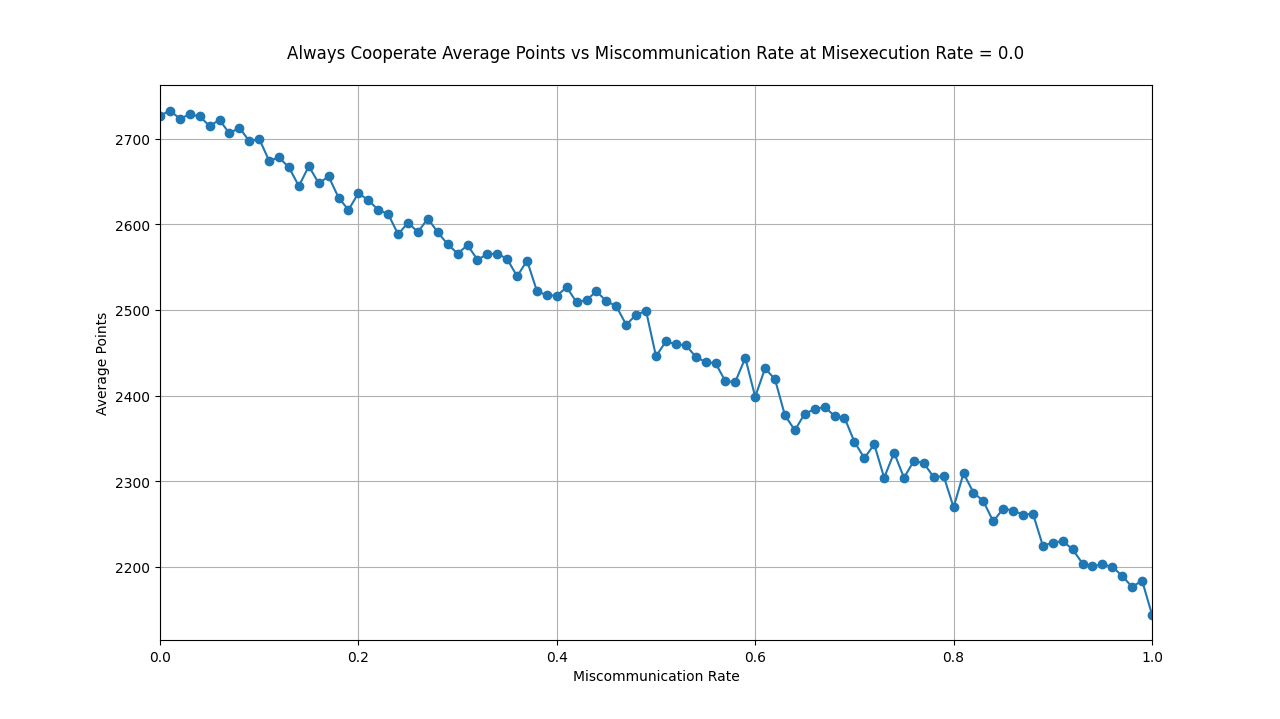 Always Cooperate Average Points vs Miscommunication Rate at Misexecution Rate = 0.0
2700
2600
2500
2400
2300
2200
Average Points
0.0 0.2 0.4 0.6 0.8 1.0
Miscommunication Rate